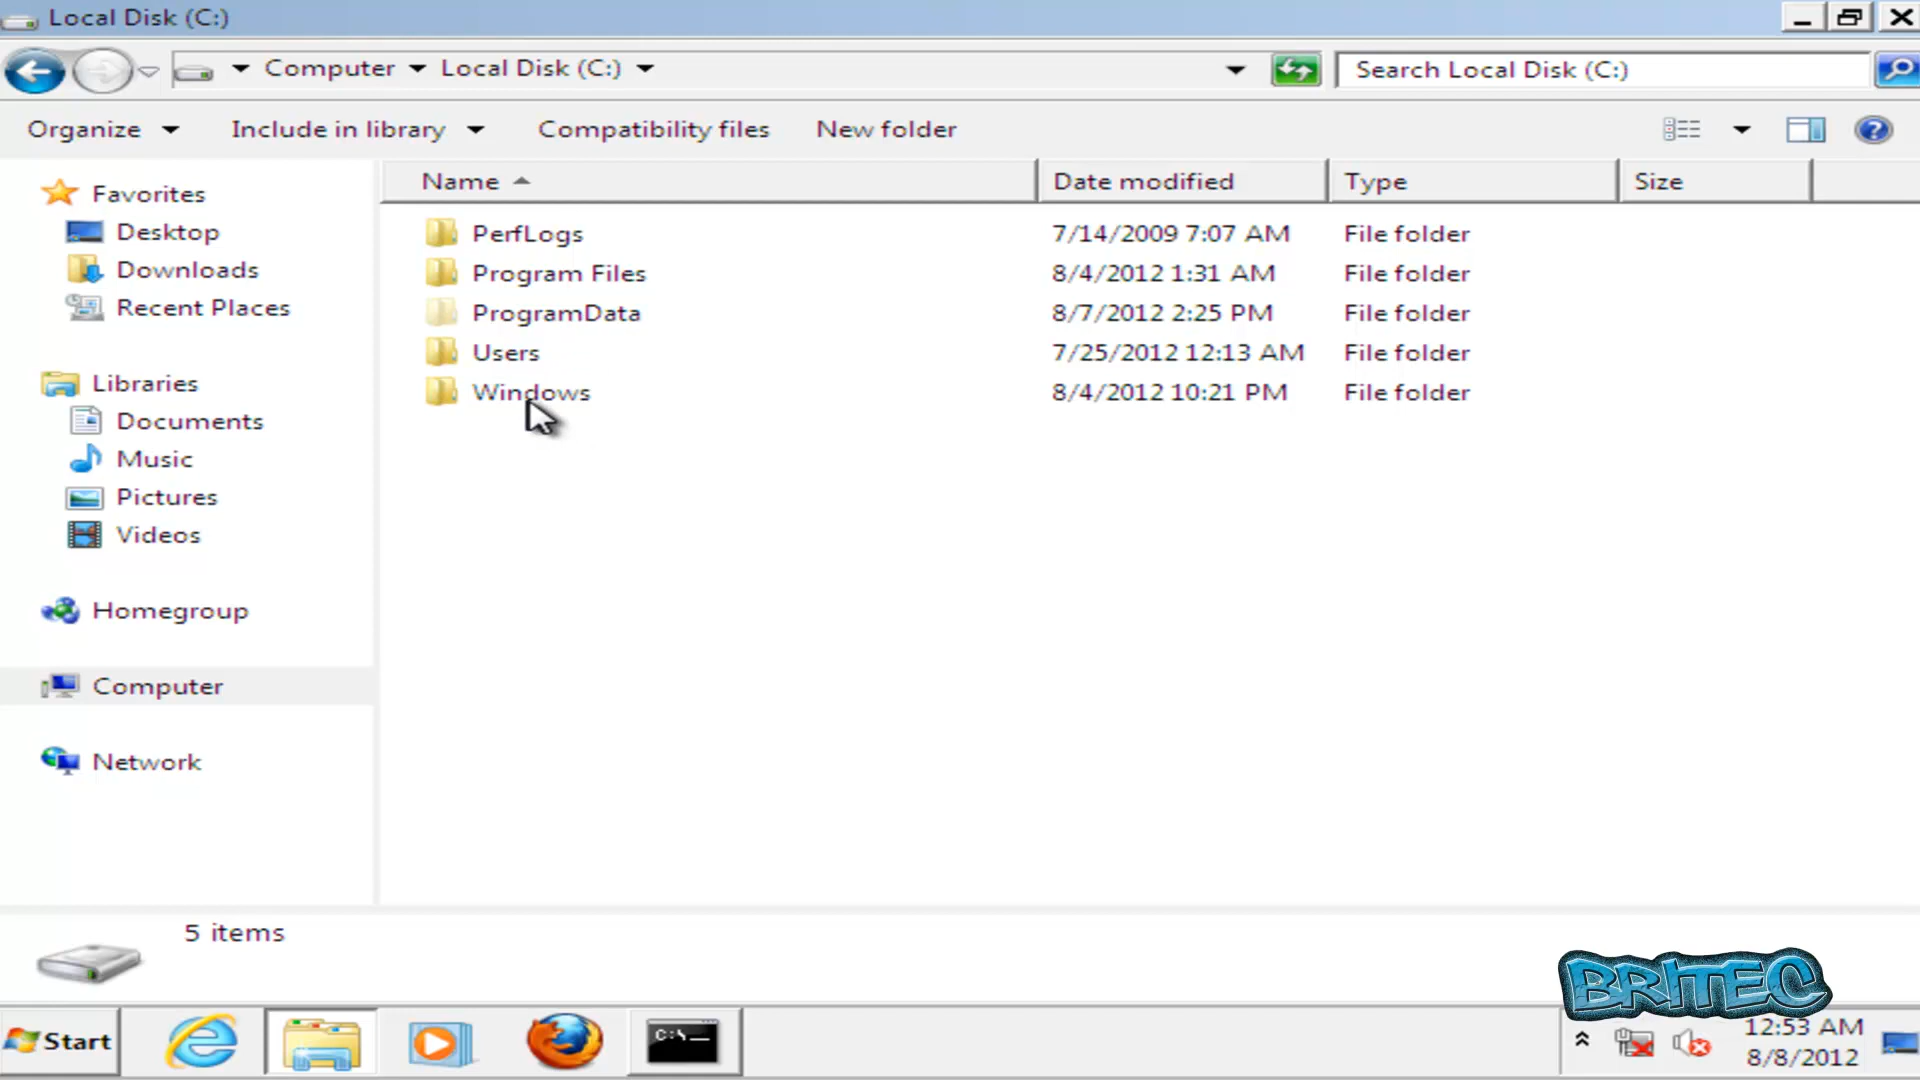 Local Disk (C:)
Computer Local Disk (C:) Search Local Disk (C:)
Organize Include in library Compatibility files New folder
Name Date modified Type Size
Favorites
Desktop
Downloads
Recent Places
Libraries
Documents
Music
Pictures
Videos
Homegroup
Computer
Network
PerfLogs 7/14/2009 7:07 AM File folder
Program Files 8/4/2012 1:31 AM File folder
ProgramData 8/7/2012 2:25 PM File folder
Users 7/25/2012 12:13 AM File folder
Windows 8/4/2012 10:21 PM File folder
5 items
BRITEC
Start
C:\
12:53 AM
8/8/2012